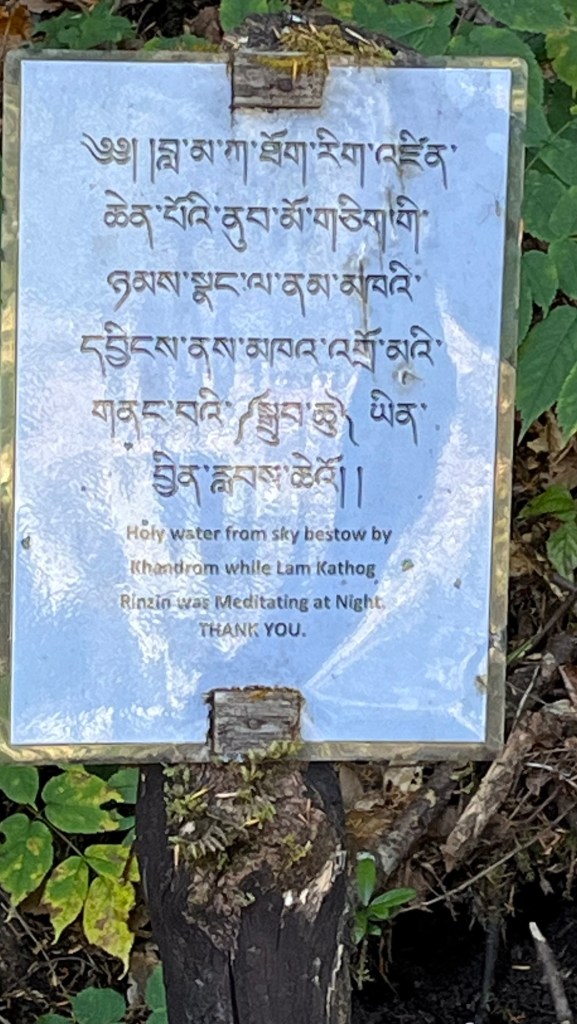 ༄༅། །བླ་མ་ཀ་ཐོག་རིག་འཛིན་
ཆེན་པོའི་ནུབ་མོ་གཅིག་གི་
ཉམས་སྣང་ལ་ནམ་མཁའི་
དབྱིངས་ནས་མཁའ་འགྲོ་མའི་
གནང་བའི་༼སྒྲུབ་ཆུ༽ ཡིན་
བྱིན་རླབས་ཆེའོ།།
Holy water from sky bestow by
Khandrom while Lam Kathog
Rinzin was Meditating at Night.
THANK YOU.